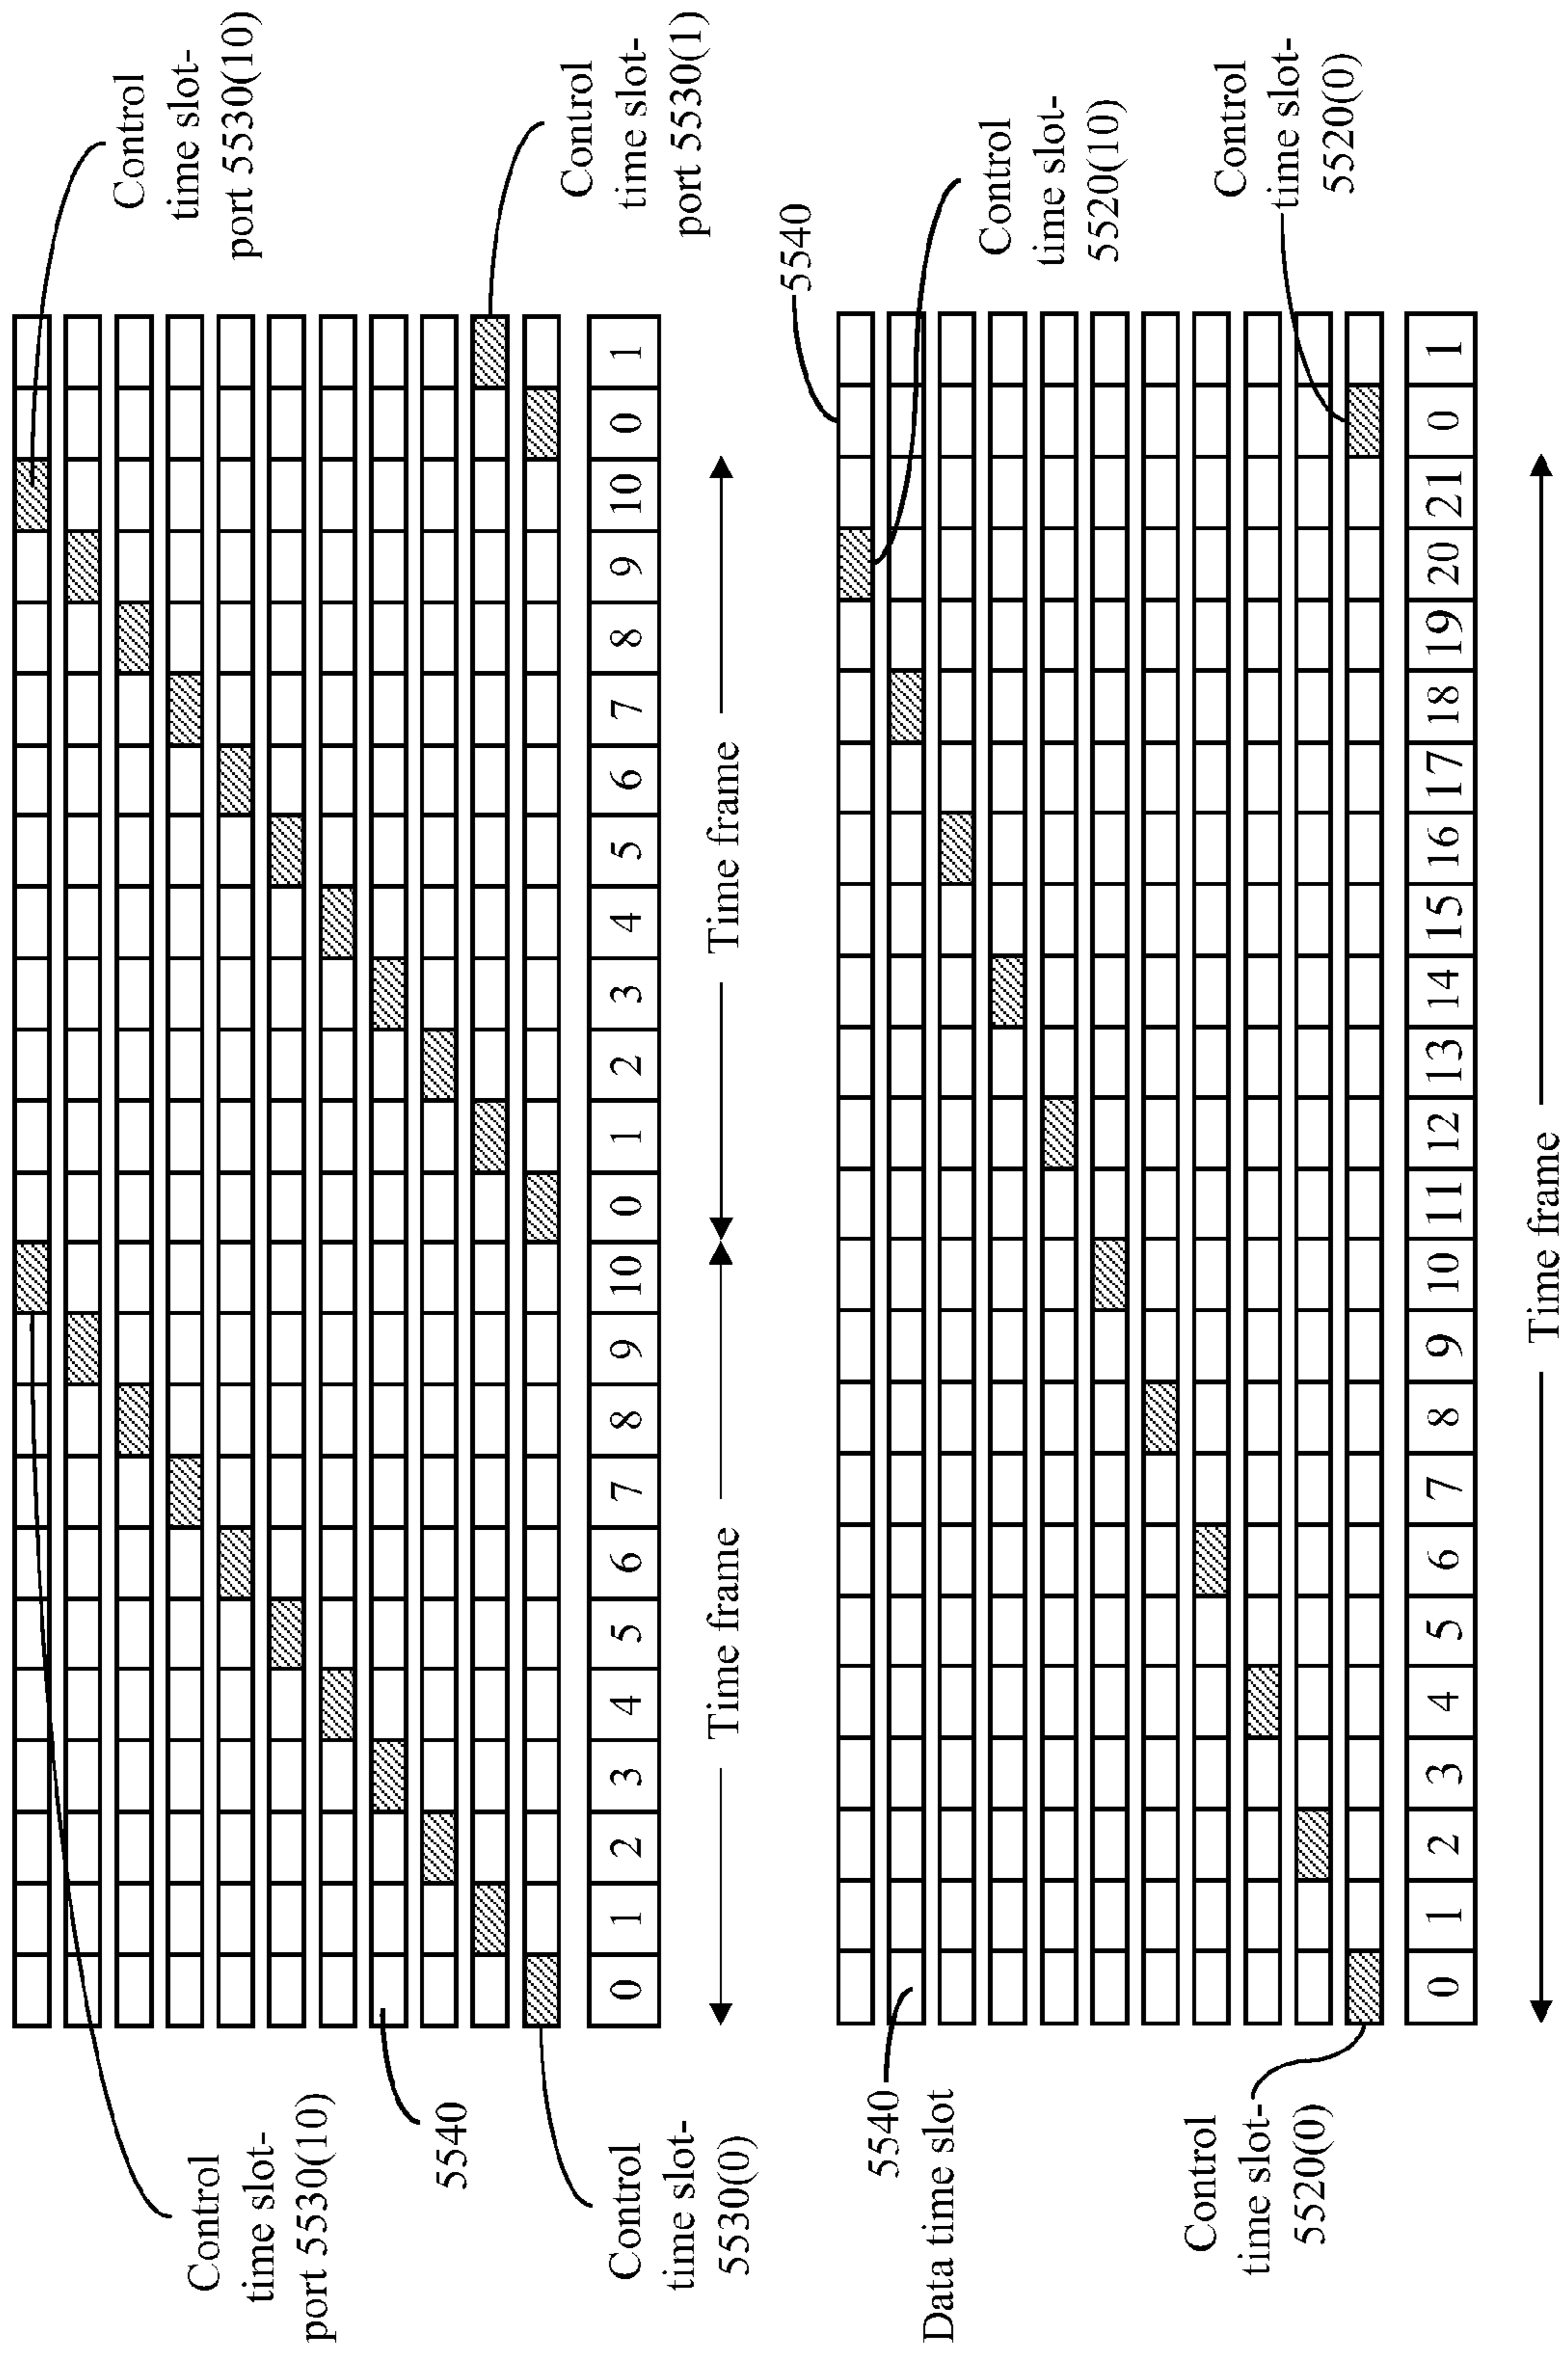 Control
time slot-
port 5530(10)
Control
time slot-
port 5530(10)
5540
Control
time slot-
5530(0)
Control
time slot-
port 5530(1)
0 1 2 3 4 5 6 7 8 9 10 0 1 2 3 4 5 6 7 8 9 10 0 1
Time frame
Time frame
5540
5540
Data time slot
Control
time slot-
5520(10)
Control
time slot-
5520(0)
Control
time slot-
5520(0)
0 1 2 3 4 5 6 7 8 9 10 11 12 13 14 15 16 17 18 19 20 21 0 1
Time frame